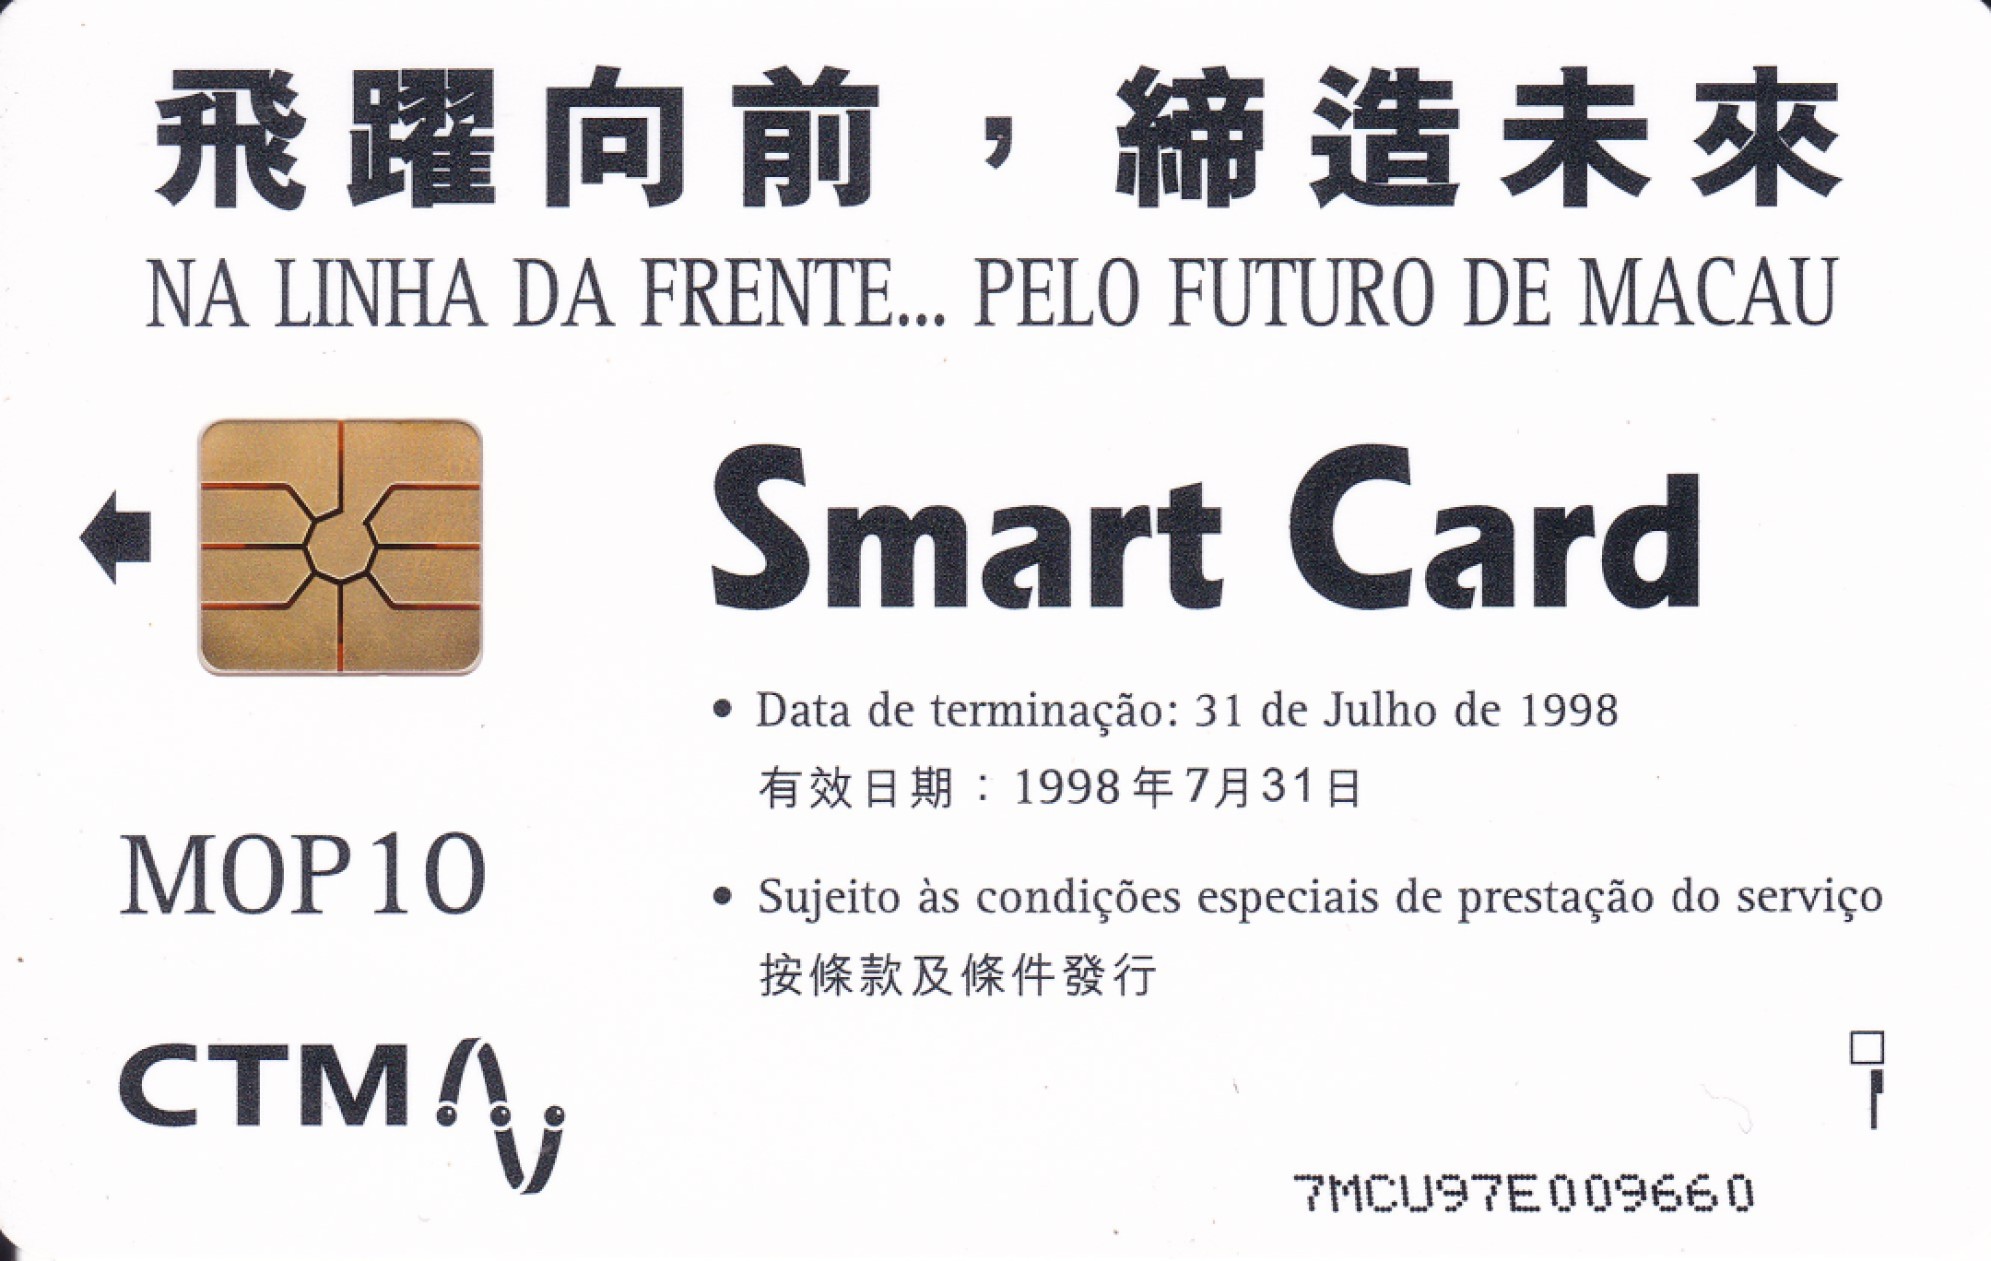 飛躍向前，締造未來
NA LINHA DA FRENTE... PELO FUTURO DE MACAU
Smart Card
• Data de terminação: 31 de Julho de 1998
有效日期：1998年7月31日
MOP10
• Sujeito às condições especiais de prestação do serviço
按條款及條件發行
CTM
7MCU97E009660